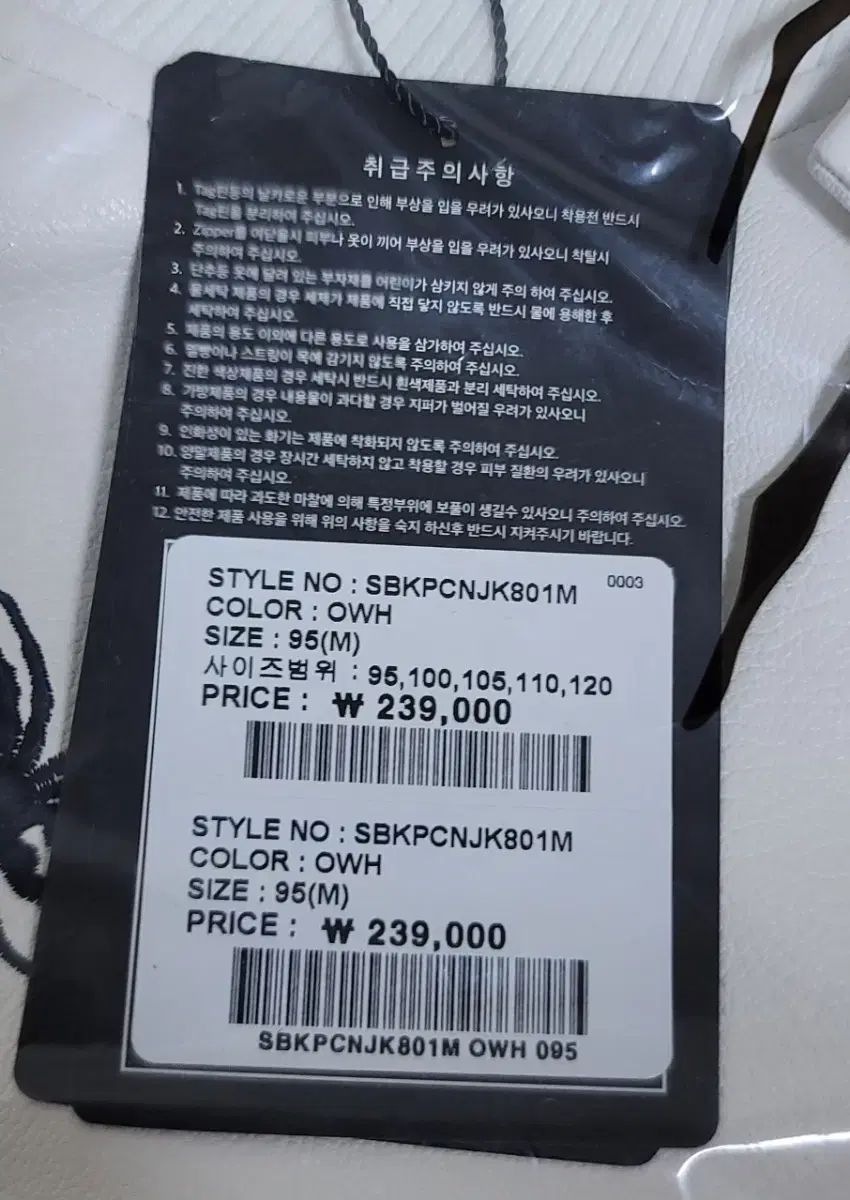 취급주의사항
1. Tag핀등의 날카로운 부분으로 인해 부상을 입을 우려가 있사오니 착용전 반드시
Tag핀을 분리하여 주십시오.
2. Zipper를 여닫을시 피부나 옷이 끼어 부상을 입을 우려가 있사오니 착탈시
주의하여 주십시오.
3. 단추등 옷에 달려 있는 부자재를 어린이가 삼키지 않게 주의 하여 주십시오.
4. 물세탁 제품의 경우 세제가 제품에 직접 닿지 않도록 반드시 물에 용해한 후
세탁하여 주십시오.
5. 제품의 용도 이외에 다른 용도로 사용을 삼가하여 주십시오.
6. 멜빵이나 스트링이 목에 감기지 않도록 주의하여 주십시오.
7. 진한 색상제품의 경우 세탁시 반드시 흰색제품과 분리 세탁하여 주십시오.
8. 가방제품의 경우 내용물이 과다할 경우 지퍼가 벌어질 우려가 있사오니
주의하여 주십시오.
9. 인화성이 있는 화기는 제품에 착화되지 않도록 주의하여 주십시오.
10. 양말제품의 경우 장시간 세탁하지 않고 착용할 경우 피부 질환의 우려가 있사오니
주의하여 주십시오.
11. 제품에 따라 과도한 마찰에 의해 특정부위에 보풀이 생길수 있사오니 주의하여 주십시오.
12. 안전한 제품 사용을 위해 위의 사항을 숙지 하신후 반드시 지켜주시기 바랍니다.
STYLE NO : SBKPCNJK801M 0003
COLOR : OWH
SIZE : 95(M)
사이즈범위 : 95,100,105,110,120
PRICE : ₩ 239,000
STYLE NO : SBKPCNJK801M
COLOR : OWH
SIZE : 95(M)
PRICE : ₩ 239,000
SBKPCNJK801M OWH 095